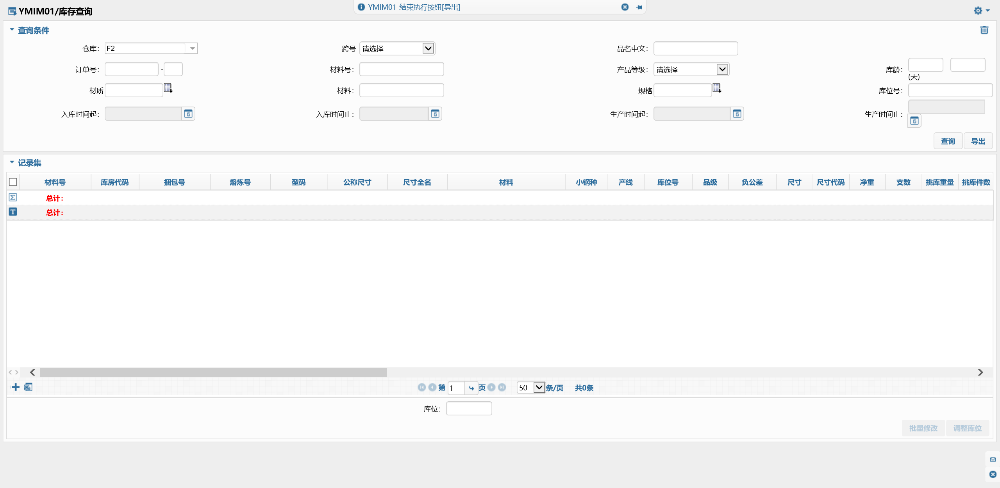 YMIM01/库存查询
YMIM01 结束执行按钮[导出]
查询条件
仓库： F2 跨号 请选择 品名中文：
订单号： - 材料号： 产品等级： 请选择 库龄： - (天)
材质 材料： 规格 库位号：
入库时间起： 入库时间止： 生产时间起： 生产时间止：
查询 导出
记录集
材料号 库房代码 捆包号 熔炼号 型码 公称尺寸 尺寸全名 材料 小钢种 产线 库位号 品级 负公差 尺寸 尺寸代码 净重 支数 挑库重量 挑库件数
总计：
总计：
第 1 页 50 条/页 共0条
库位：
批量修改 调整库位